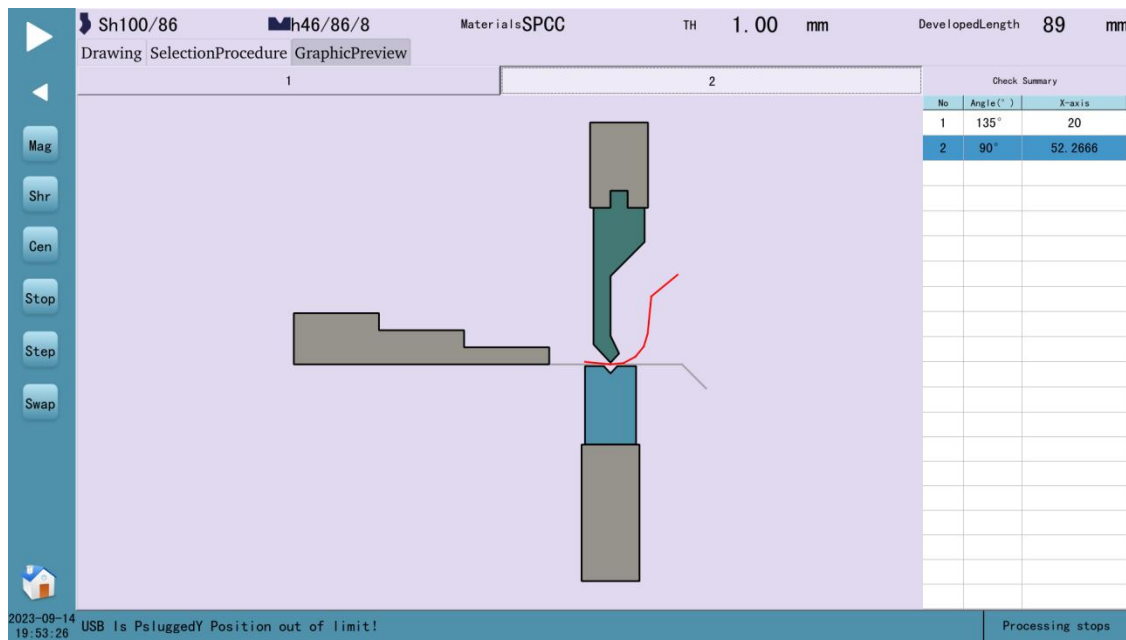 Sh100/86 h46/86/8 MaterialsSPCC TH 1.00 mm DevelopedLength 89 mm
Drawing SelectionProcedure GraphicPreview
1 2 Check Summary
No Angle(°) X-axis
1 135° 20
2 90° 52.2666
Mag
Shr
Cen
Stop
Step
Swap
2023-09-14
19:53:26
USB Is PsluggedY Position out of limit! Processing stops